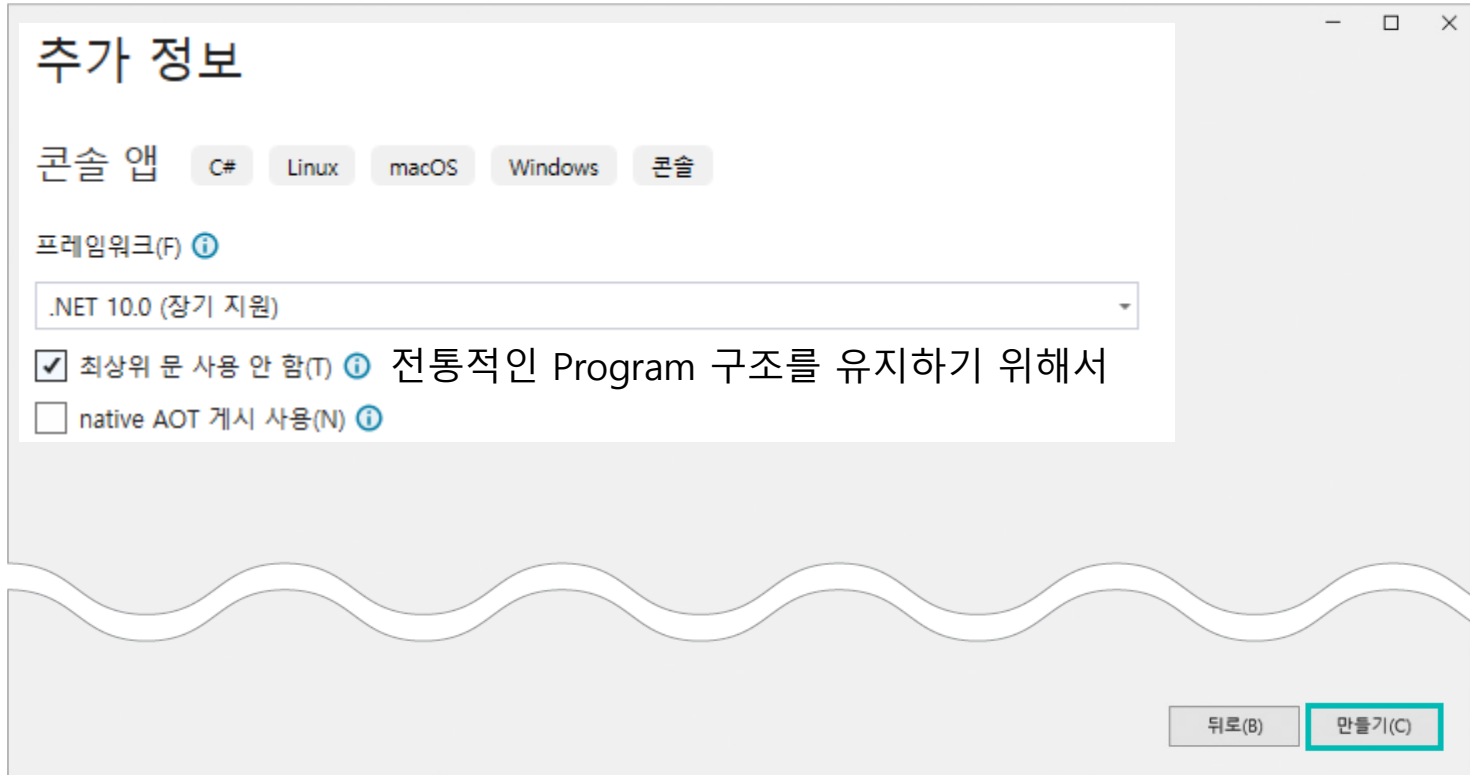 추가 정보
콘솔 앱 C# Linux macOS Windows 콘솔
프레임워크(F)
.NET 10.0 (장기 지원)
최상위 문 사용 안 함(T) 전통적인 Program 구조를 유지하기 위해서
native AOT 게시 사용(N)
뒤로(B) 만들기(C)